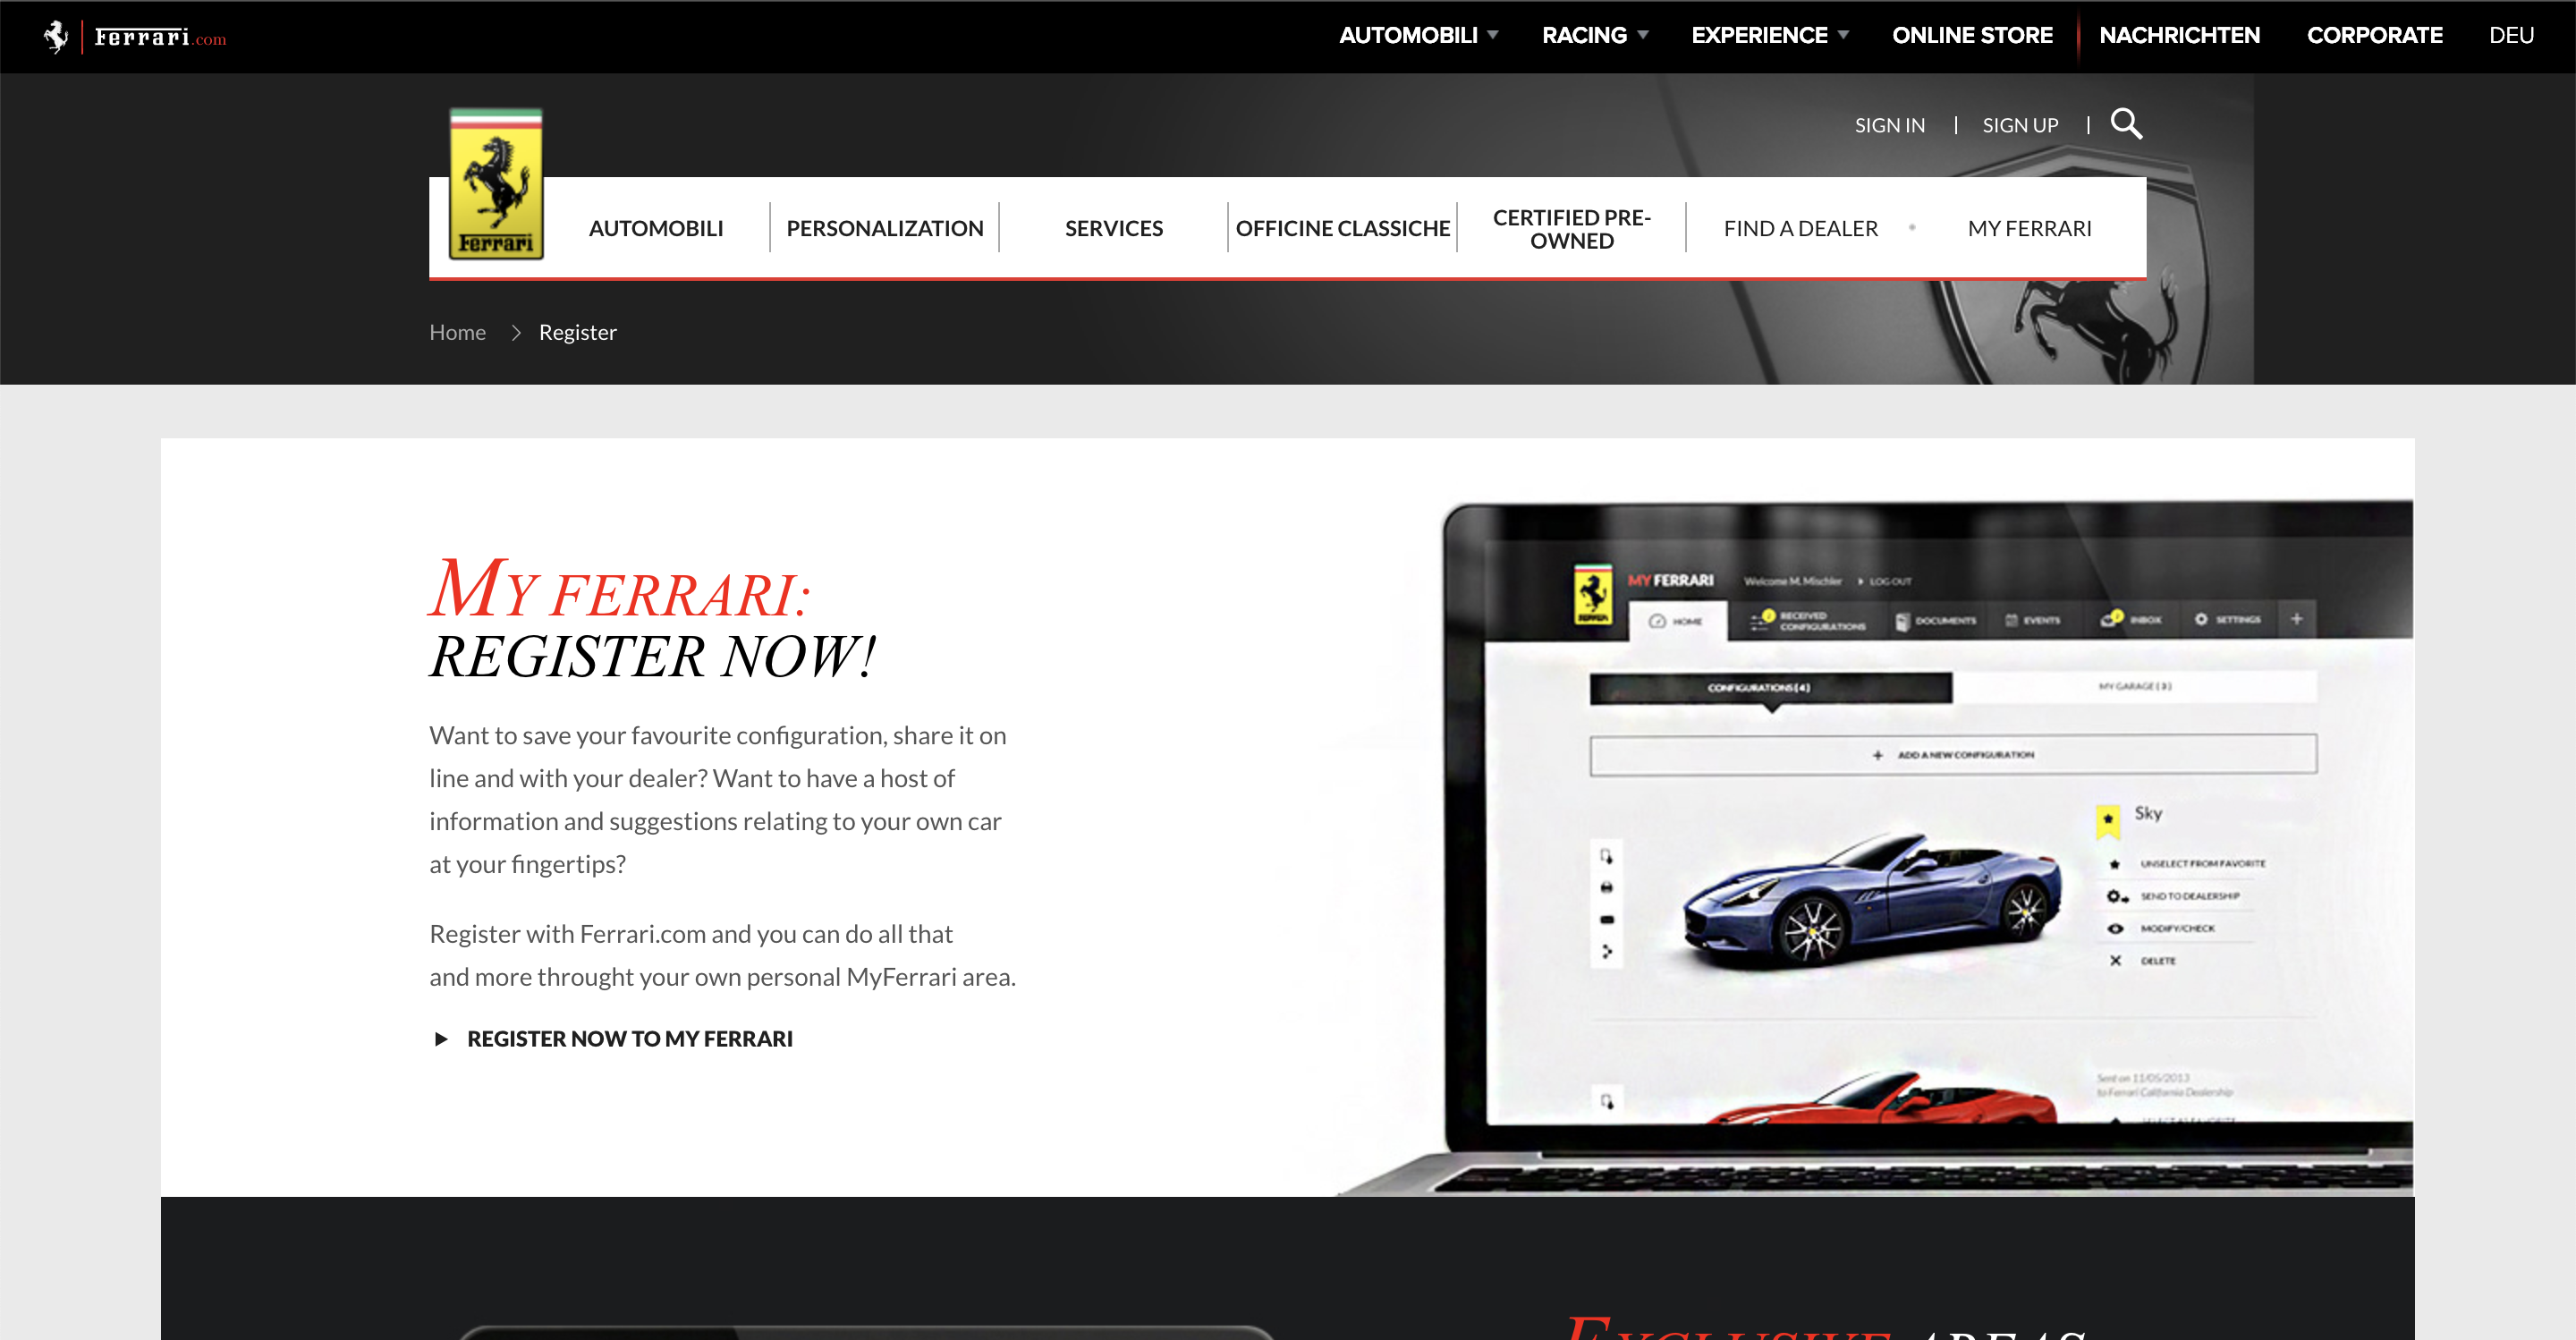 Ferrari.com
AUTOMOBILI RACING EXPERIENCE ONLINE STORE NACHRICHTEN CORPORATE DEU
SIGN IN | SIGN UP |
Ferrari
AUTOMOBILI PERSONALIZATION SERVICES OFFICINE CLASSICHE CERTIFIED PRE-OWNED FIND A DEALER • MY FERRARI
Home > Register
MY FERRARI:
REGISTER NOW!
Want to save your favourite configuration, share it on
line and with your dealer? Want to have a host of
information and suggestions relating to your own car
at your fingertips?
Register with Ferrari.com and you can do all that
and more throught your own personal MyFerrari area.
REGISTER NOW TO MY FERRARI
MY FERRARI Welcome M. Mischler LOG OUT
HOME RECEIVED CONFIGURATIONS DOCUMENTS EVENTS INBOX SETTINGS +
CONFIGURATIONS (4) MY GARAGE (3)
+ ADD A NEW CONFIGURATION
Sky
UNSELECT FROM FAVORITE
SEND TO DEALERSHIP
MODIFY/CHECK
DELETE
Sent on 11/05/2013
to Ferrari California Dealership
EXCLUSIVE AREAS